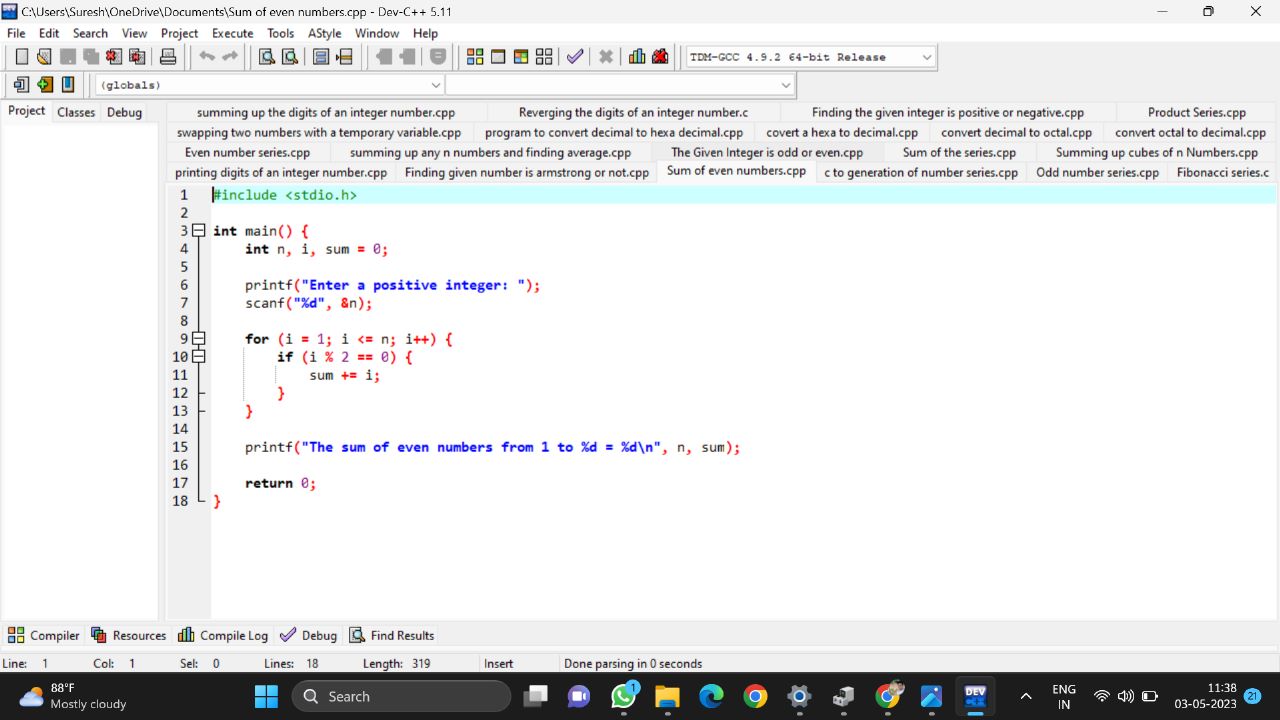 C:\Users\Suresh\OneDrive\Documents\Sum of even numbers.cpp - Dev-C++ 5.11
File Edit Search View Project Execute Tools AStyle Window Help
TDM-GCC 4.9.2 64-bit Release
(globals)
Project Classes Debug
summing up the digits of an integer number.cpp Reverging the digits of an integer number.c Finding the given integer is positive or negative.cpp Product Series.cpp
swapping two numbers with a temporary variable.cpp program to convert decimal to hexa decimal.cpp covert a hexa to decimal.cpp convert decimal to octal.cpp convert octal to decimal.cpp
Even number series.cpp summing up any n numbers and finding average.cpp The Given Integer is odd or even.cpp Sum of the series.cpp Summing up cubes of n Numbers.cpp
printing digits of an integer number.cpp Finding given number is armstrong or not.cpp Sum of even numbers.cpp c to generation of number series.cpp Odd number series.cpp Fibonacci series.c
1 #include <stdio.h>
2
3 int main() {
4 int n, i, sum = 0;
5
6 printf("Enter a positive integer: ");
7 scanf("%d", &n);
8
9 for (i = 1; i <= n; i++) {
10 if (i % 2 == 0) {
11 sum += i;
12 }
13 }
14
15 printf("The sum of even numbers from 1 to %d = %d\n", n, sum);
16
17 return 0;
18 }
Compiler Resources Compile Log Debug Find Results
Line: 1 Col: 1 Sel: 0 Lines: 18 Length: 319 Insert Done parsing in 0 seconds
88°F
Mostly cloudy
Search
1
DEV
C++
ENG
IN
11:38
03-05-2023
21